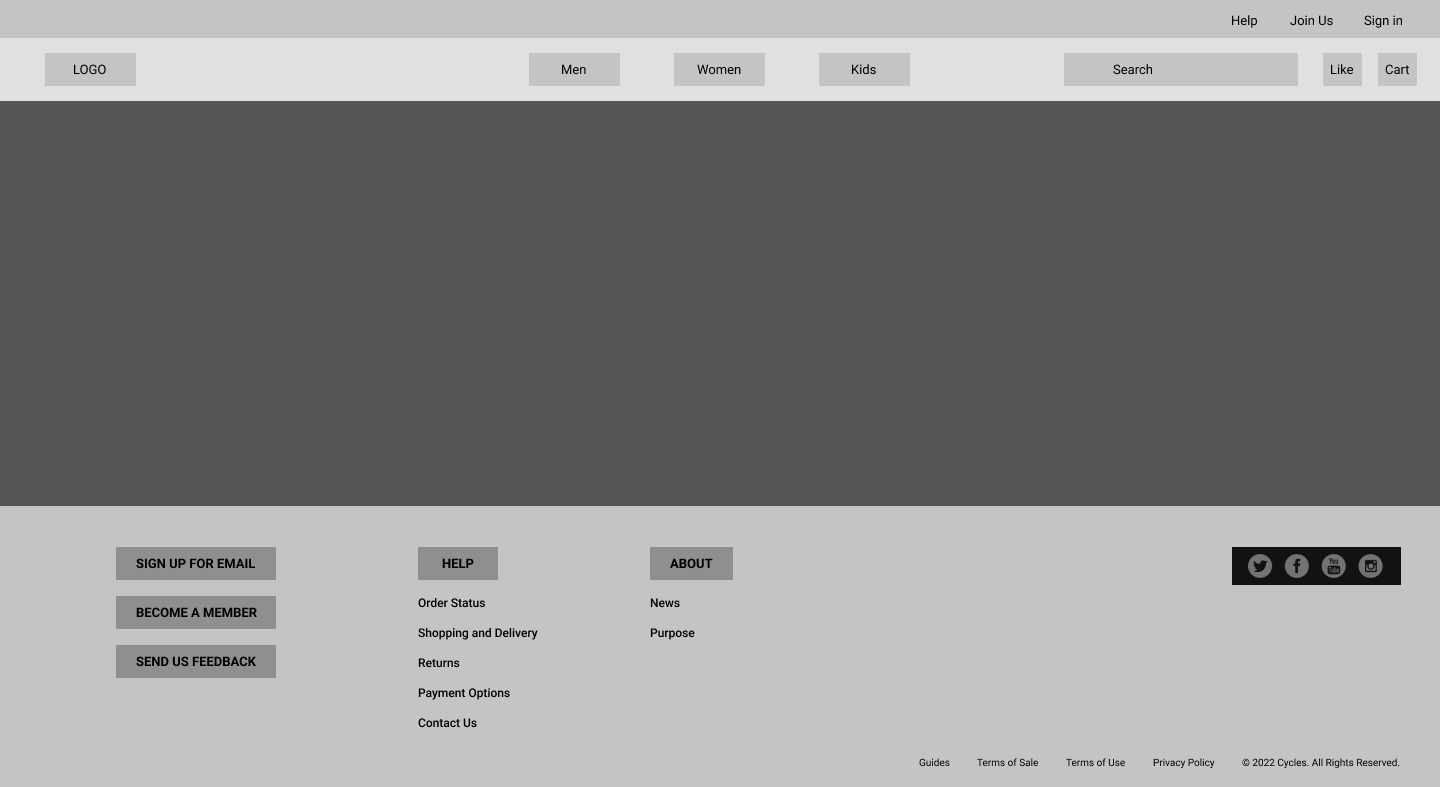 Help Join Us Sign in
LOGO Men Women Kids Search Like Cart
SIGN UP FOR EMAIL
BECOME A MEMBER
SEND US FEEDBACK
HELP
Order Status
Shopping and Delivery
Returns
Payment Options
Contact Us
ABOUT
News
Purpose
You
Tube
Guides Terms of Sale Terms of Use Privacy Policy © 2022 Cycles. All Rights Reserved.